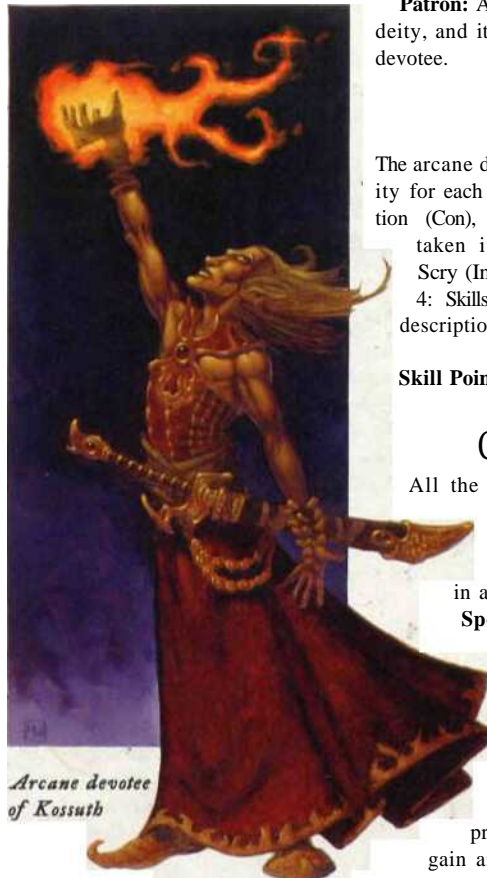 Patron: A
deity, and it
devotee.
The arcane d
ity for each
tion (Con),
taken i
Scry (In
4: Skills
descriptio
Skill Poin
(
All the
in a
Spe
Arcane devotee
of Kossuth
pr
gain a